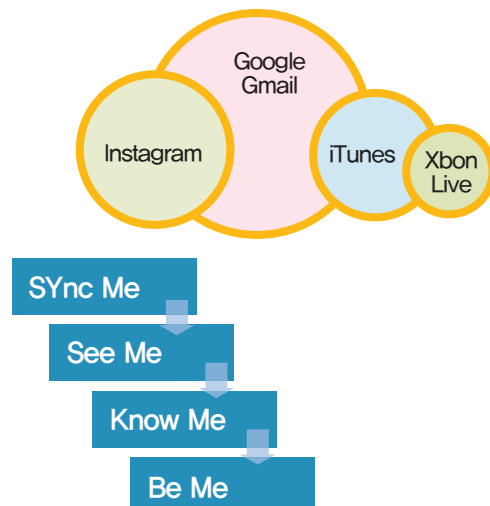 Google
Gmail
Instagram
iTunes
Xbon
Live
SYnc Me
See Me
Know Me
Be Me